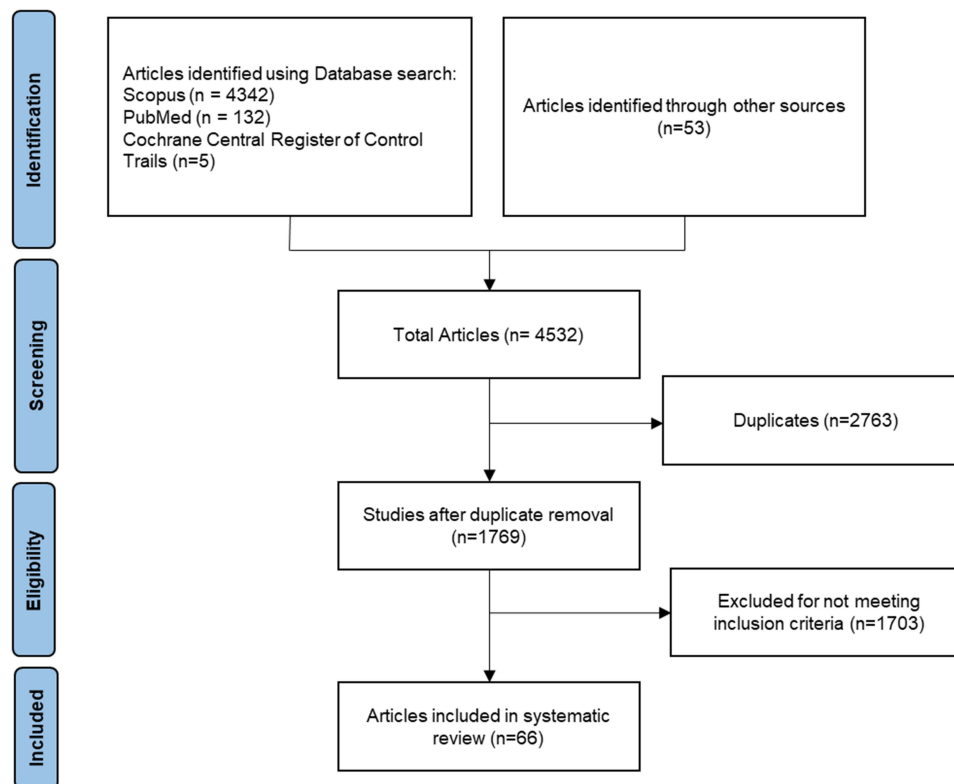 Identification
Articles identified using Database search:
Scopus (n = 4342)
PubMed (n = 132)
Cochrane Central Register of Control
Trails (n=5)
Articles identified through other sources
(n=53)
Screening
Total Articles (n= 4532)
Duplicates (n=2763)
Eligibility
Studies after duplicate removal
(n=1769)
Excluded for not meeting
inclusion criteria (n=1703)
Included
Articles included in systematic
review (n=66)